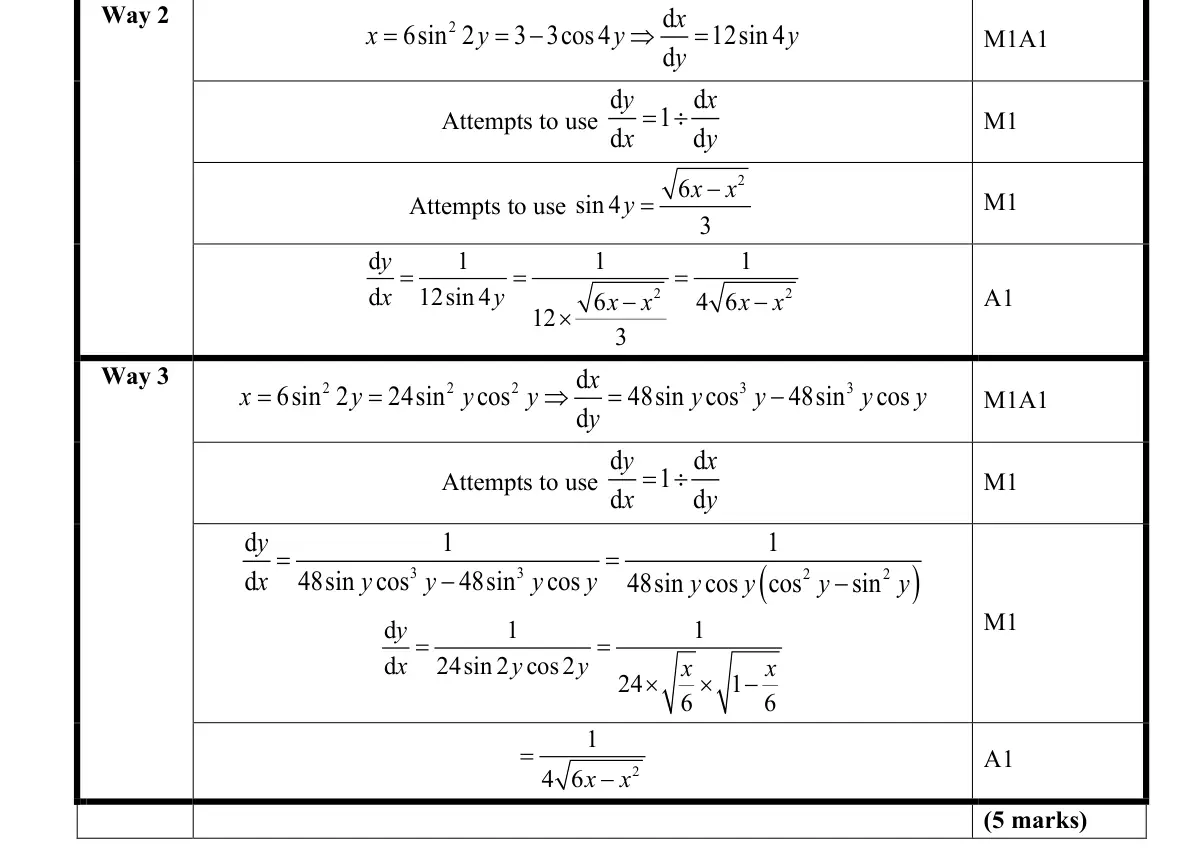 Way 2
x = 6sin² 2y = 3 − 3cos 4y ⇒ dx/dy = 12sin 4y
M1A1
Attempts to use dy/dx = 1 ÷ dx/dy
M1
Attempts to use sin 4y = √(6x − x²)/3
M1
dy/dx = 1/(12sin 4y) = 1/(12 × √(6x − x²)/3) = 1/(4√(6x − x²))
A1
Way 3
x = 6sin² 2y = 24sin² y cos² y ⇒ dx/dy = 48sin y cos³ y − 48sin³ y cos y
M1A1
Attempts to use dy/dx = 1 ÷ dx/dy
M1
dy/dx = 1/(48sin y cos³ y − 48sin³ y cos y) = 1/(48sin y cos y (cos² y − sin² y))
dy/dx = 1/(24sin 2y cos 2y) = 1/(24 × √(x/6) × √(1 − x/6))
M1
= 1/(4√(6x − x²))
A1
(5 marks)